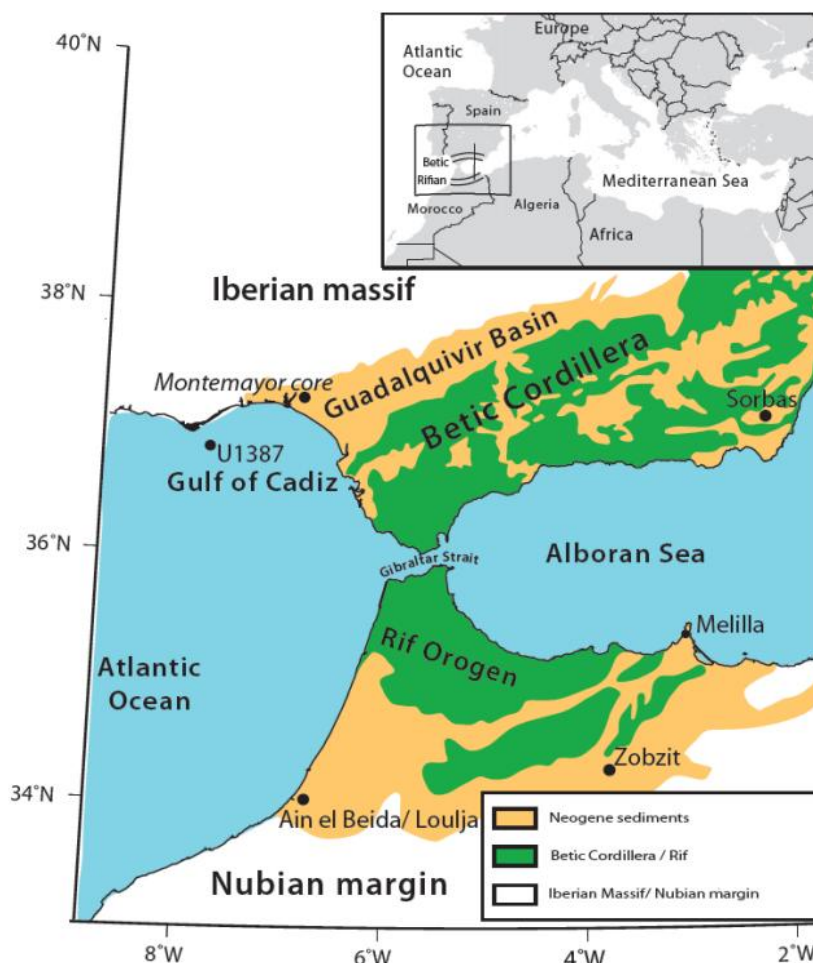 40°N
Europe
Atlantic
Ocean
Spain
Betic
Rifian
Mediterranean Sea
Morocco
Algeria
Africa
38°N
Iberian massif
Guadalquivir Basin
Betic Cordillera
Montemayor core
Sorbas
U1387
Gulf of Cadiz
36°N
Gibraltar Strait
Alboran Sea
Melilla
Rif Orogen
Atlantic
Ocean
Zobzit
34°N
Ain el Beida/ Loulja
Neogene sediments
Betic Cordillera / Rif
Iberian Massif/ Nubian margin
Nubian margin
8°W
6°W
4°W
2°W